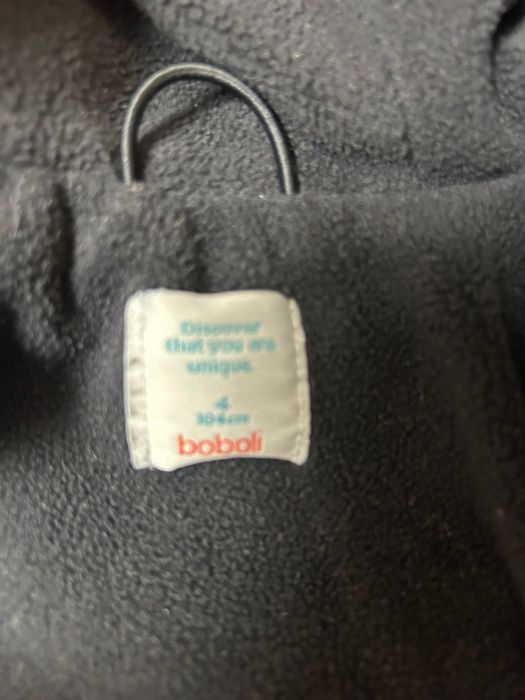 Discover
that you are
unique.
4
104cm
boboli